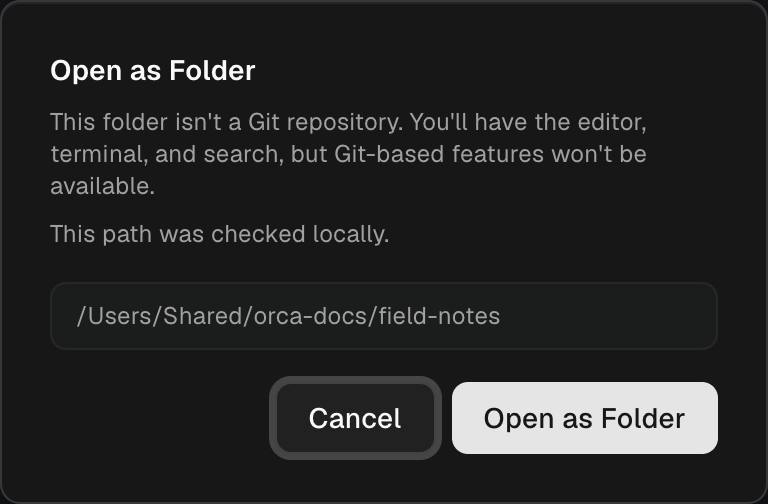 Open as Folder
This folder isn't a Git repository. You'll have the editor,
terminal, and search, but Git-based features won't be
available.
This path was checked locally.
/Users/Shared/orca-docs/field-notes
Cancel
Open as Folder